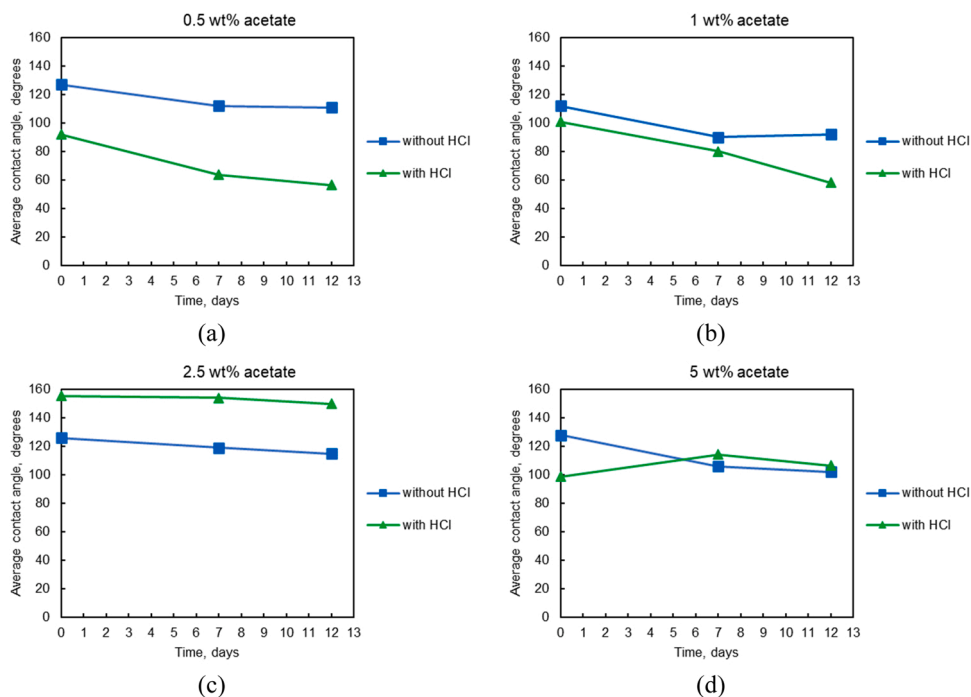 0.5 wt% acetate
160
140
120
100
80
60
40
20
0
Average contact angle, degrees
0 1 2 3 4 5 6 7 8 9 10 11 12 13
Time, days
without HCl
with HCl
(a)
1 wt% acetate
160
140
120
100
80
60
40
20
0
Average contact angle, degrees
0 1 2 3 4 5 6 7 8 9 10 11 12 13
Time, days
without HCl
with HCl
(b)
2.5 wt% acetate
160
140
120
100
80
60
40
20
0
Average contact angle, degrees
0 1 2 3 4 5 6 7 8 9 10 11 12 13
Time, days
without HCl
with HCl
(c)
5 wt% acetate
160
140
120
100
80
60
40
20
0
Average contact angle, degrees
0 1 2 3 4 5 6 7 8 9 10 11 12 13
Time, days
without HCl
with HCl
(d)